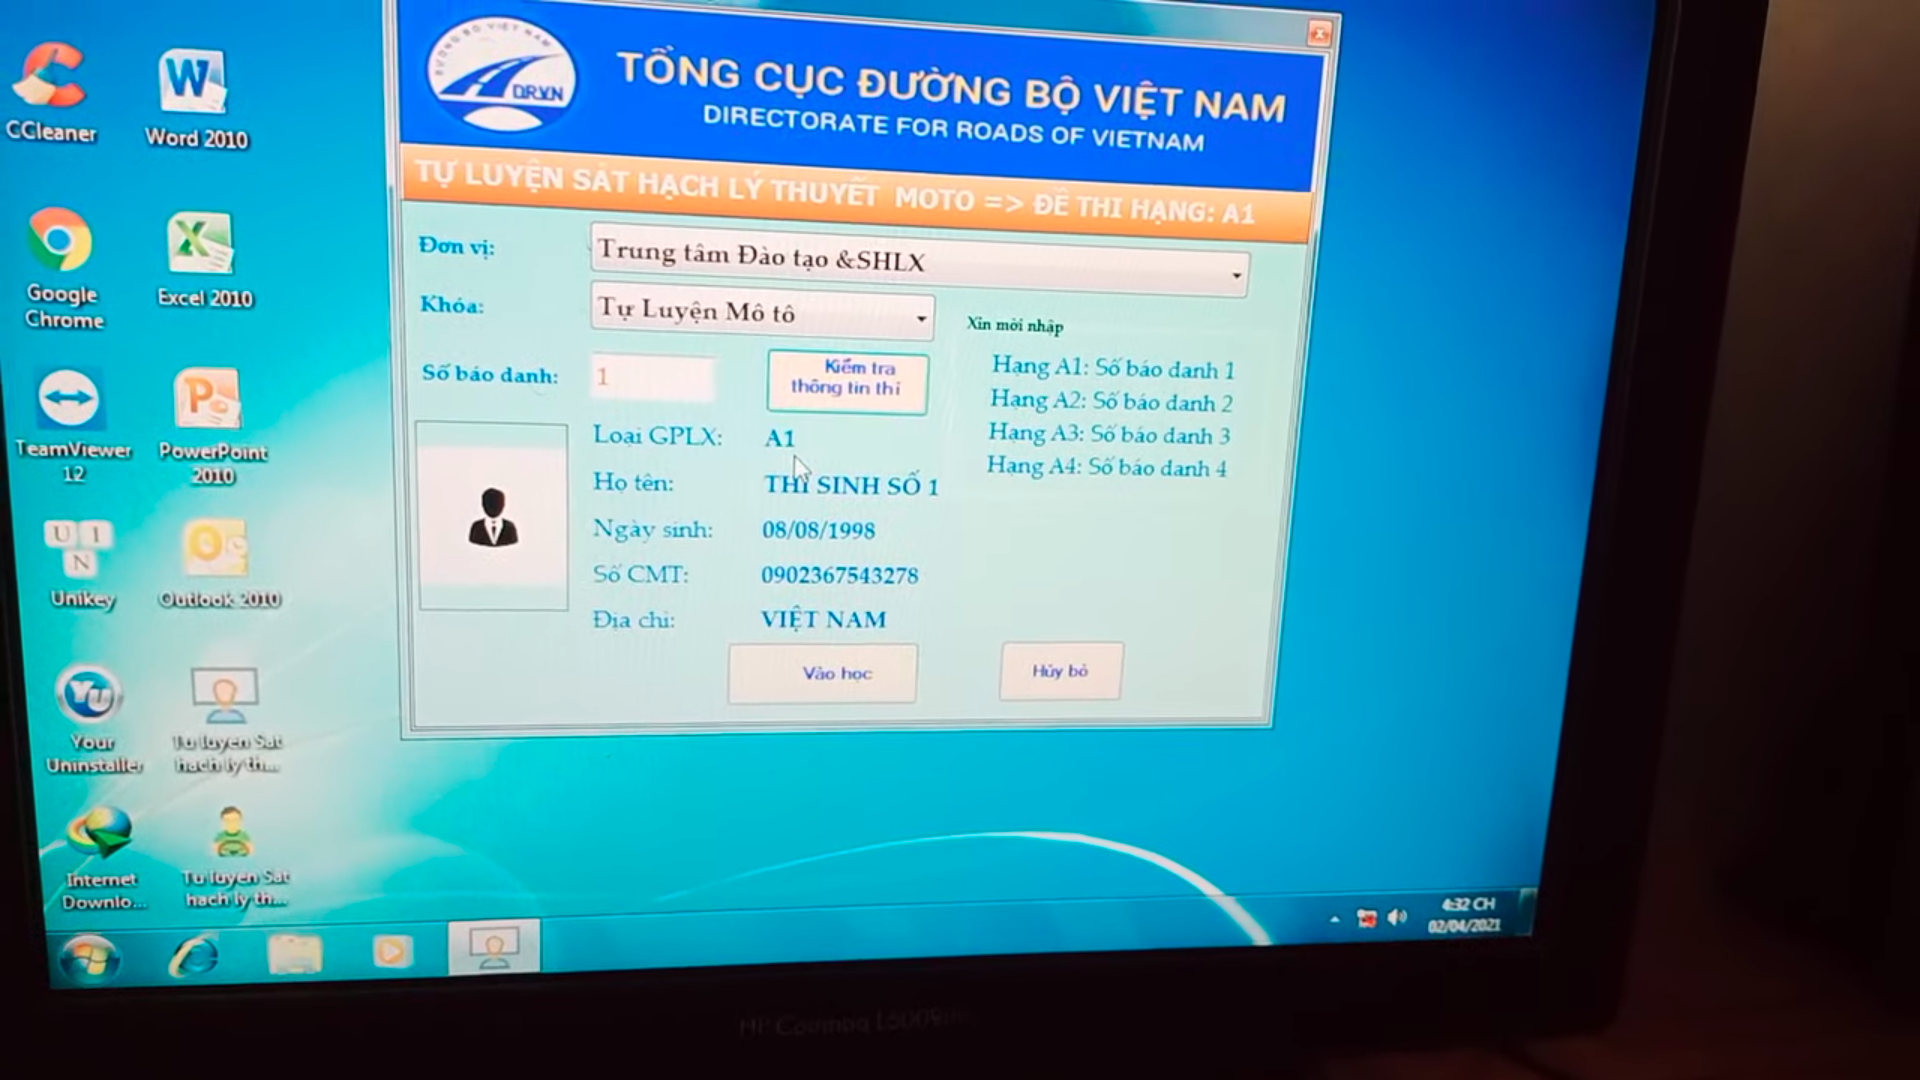 CCleaner
Word 2010
Google
Chrome
Excel 2010
TeamViewer
12
PowerPoint
2010
U I
N
Unikey
Outlook 2010
YU
Your
Uninstaller
Tu luyen Sat
hach ly th...
Internet
Downlo...
Tu luyen Sat
hach ly th...
ĐƯỜNG BỘ VIỆT NAM
DRVN
TỔNG CỤC ĐƯỜNG BỘ VIỆT NAM
DIRECTORATE FOR ROADS OF VIETNAM
TỰ LUYỆN SÁT HẠCH LÝ THUYẾT MOTO => ĐỀ THI HẠNG: A1
Đơn vị: Trung tâm Đào tạo &SHLX
Khóa: Tự Luyện Mô tô
Xin mời nhập
Số báo danh: 1
Kiểm tra
thông tin thí
Hạng A1: Số báo danh 1
Hạng A2: Số báo danh 2
Hạng A3: Số báo danh 3
Hạng A4: Số báo danh 4
Loại GPLX: A1
Họ tên: THÍ SINH SỐ 1
Ngày sinh: 08/08/1998
Số CMT: 0902367543278
Địa chỉ: VIỆT NAM
Vào học
Hủy bỏ
4:32 CH
02/04/2021
HP Compaq